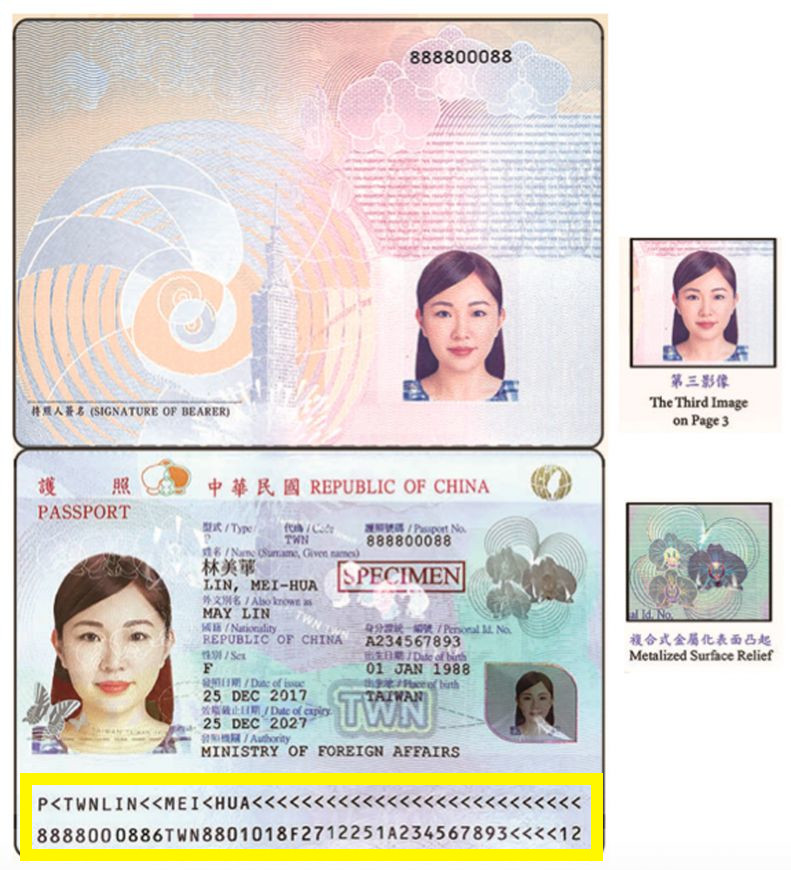 888800088
持照人簽名 (SIGNATURE OF BEARER)
第三影像
The Third Image
on Page 3
護 照 中華民國 REPUBLIC OF CHINA
PASSPORT
型式 / Type 代碼 / Code 護照號碼 / Passport No.
P TWN 888800088
姓名 / Name (Surname, Given names)
林美華
LIN, MEI-HUA
SPECIMEN
外文別名 / Also known as
MAY LIN
國籍 / Nationality 身分證統一編號 / Personal Id. No.
REPUBLIC OF CHINA A234567893
性別 / Sex 出生日期 / Date of birth
F 01 JAN 1988
發照日期 / Date of issue 出生地 / Place of birth
25 DEC 2017 TAIWAN
效期截止日期 / Date of expiry
25 DEC 2027
TWN
發照機關 / Authority
MINISTRY OF FOREIGN AFFAIRS
P<TWNLIN<<MEI<HUA<<<<<<<<<<<<<<<<<<<<<<<<<<<
8888000886TWN8801018F2712251A234567893<<<<12
al Id. No.
複合式金屬化表面凸起
Metalized Surface Relief